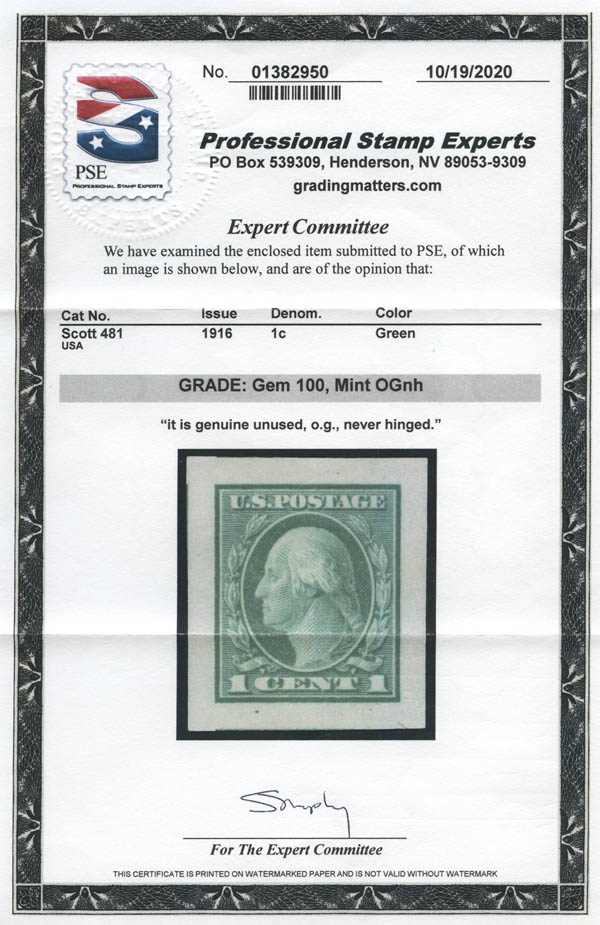 PSE
PROFESSIONAL STAMP EXPERTS
No. 01382950 10/19/2020
Professional Stamp Experts
PO Box 539309, Henderson, NV 89053-9309
gradingmatters.com
Expert Committee
We have examined the enclosed item submitted to PSE, of which
an image is shown below, and are of the opinion that:
Cat No. Issue Denom. Color
Scott 481 1916 1c Green
USA
GRADE: Gem 100, Mint OGnh
“it is genuine unused, o.g., never hinged.”
U.S.POSTAGE
1 CENT 1
For The Expert Committee
THIS CERTIFICATE IS PRINTED ON WATERMARKED PAPER AND IS NOT VALID WITHOUT WATERMARK